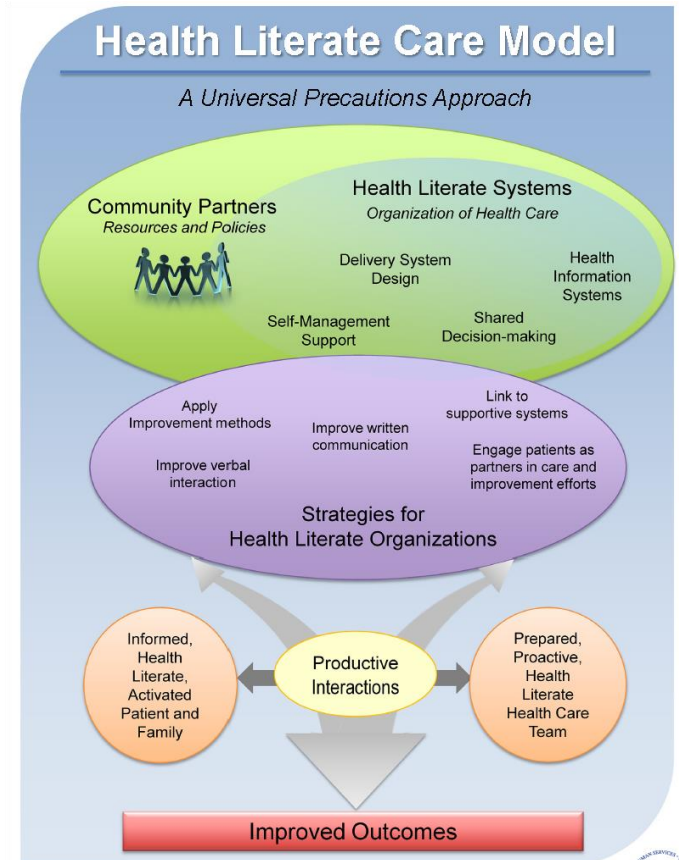 Health Literate Care Model
A Universal Precautions Approach
Community Partners
Resources and Policies
Health Literate Systems
Organization of Health Care
Delivery System
Design
Health
Information
Systems
Self-Management
Support
Shared
Decision-making
Apply
Improvement methods
Improve written
communication
Link to
supportive systems
Improve verbal
interaction
Engage patients as
partners in care and
improvement efforts
Strategies for
Health Literate Organizations
Informed,
Health
Literate,
Activated
Patient and
Family
Productive
Interactions
Prepared,
Proactive,
Health
Literate
Health Care
Team
Improved Outcomes